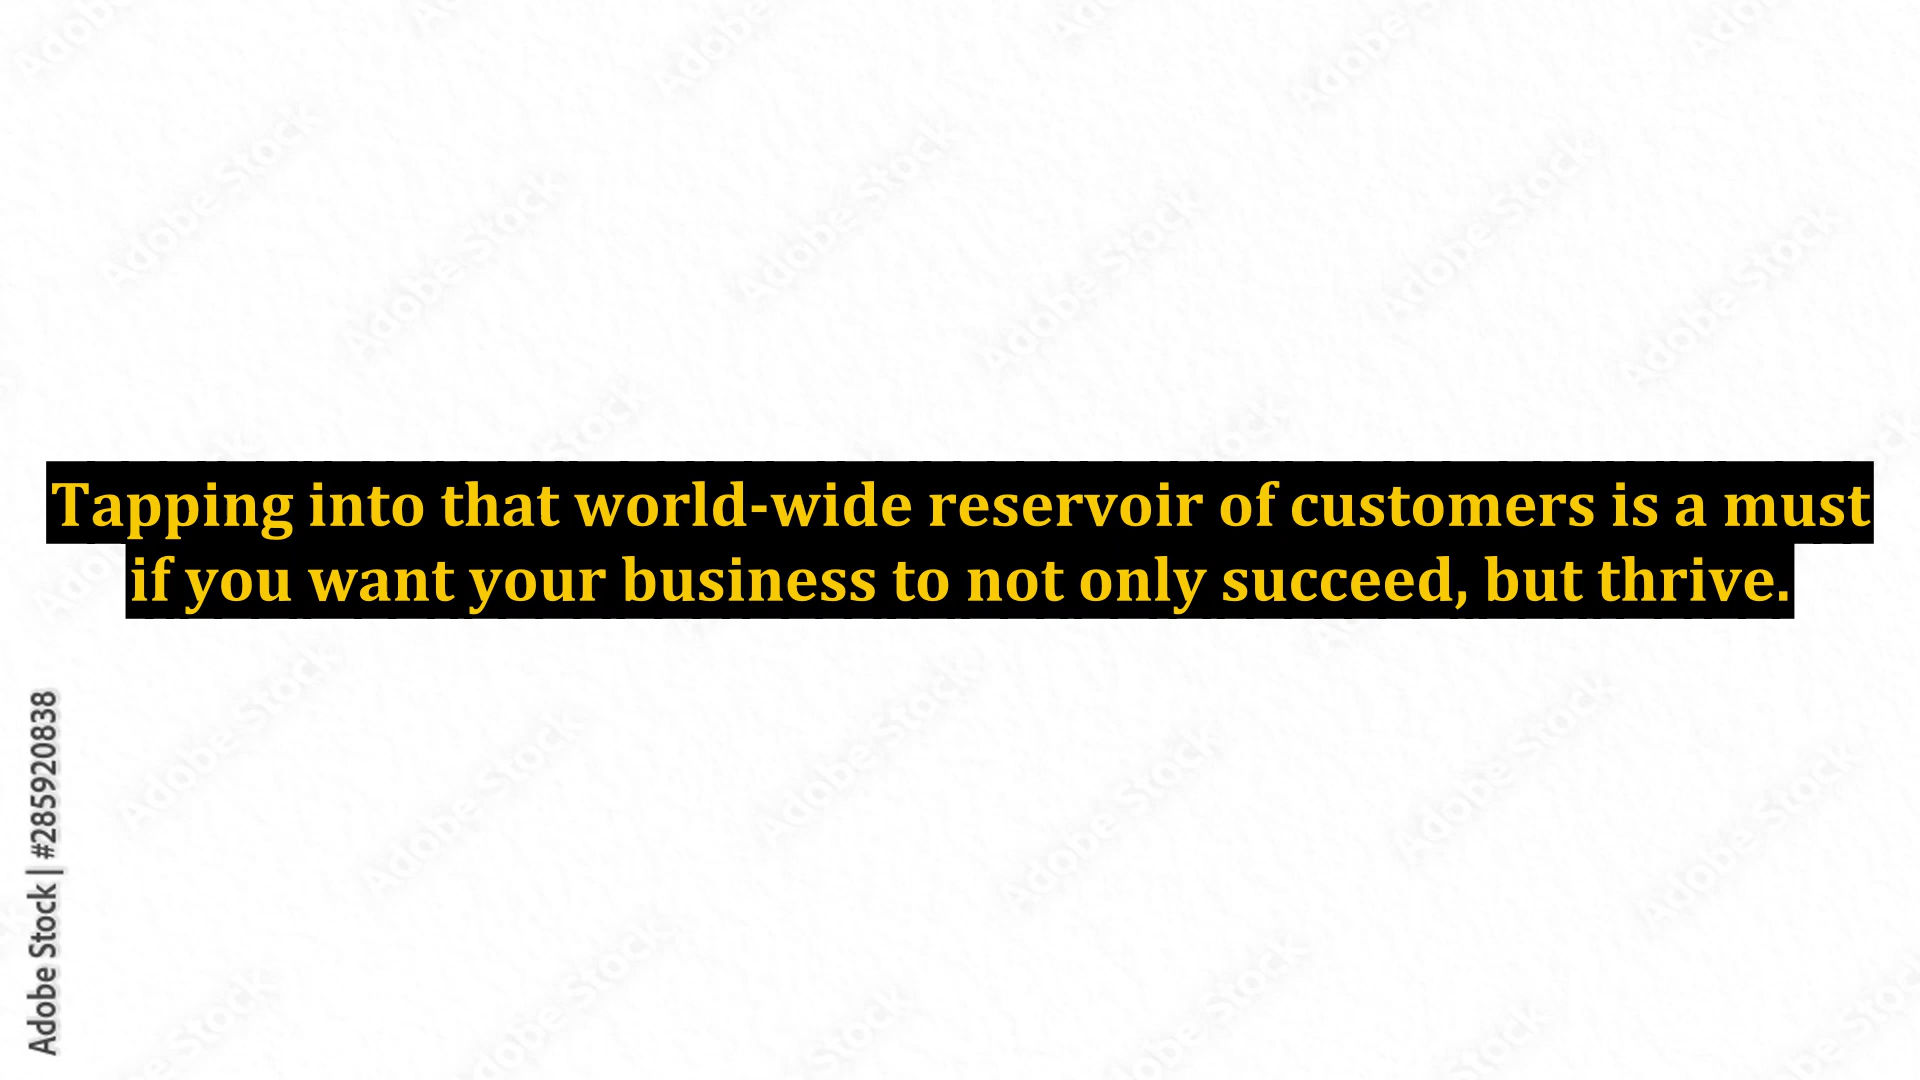 Tapping into that world-wide reservoir of customers is a must
if you want your business to not only succeed, but thrive.
Adobe Stock | #285920838